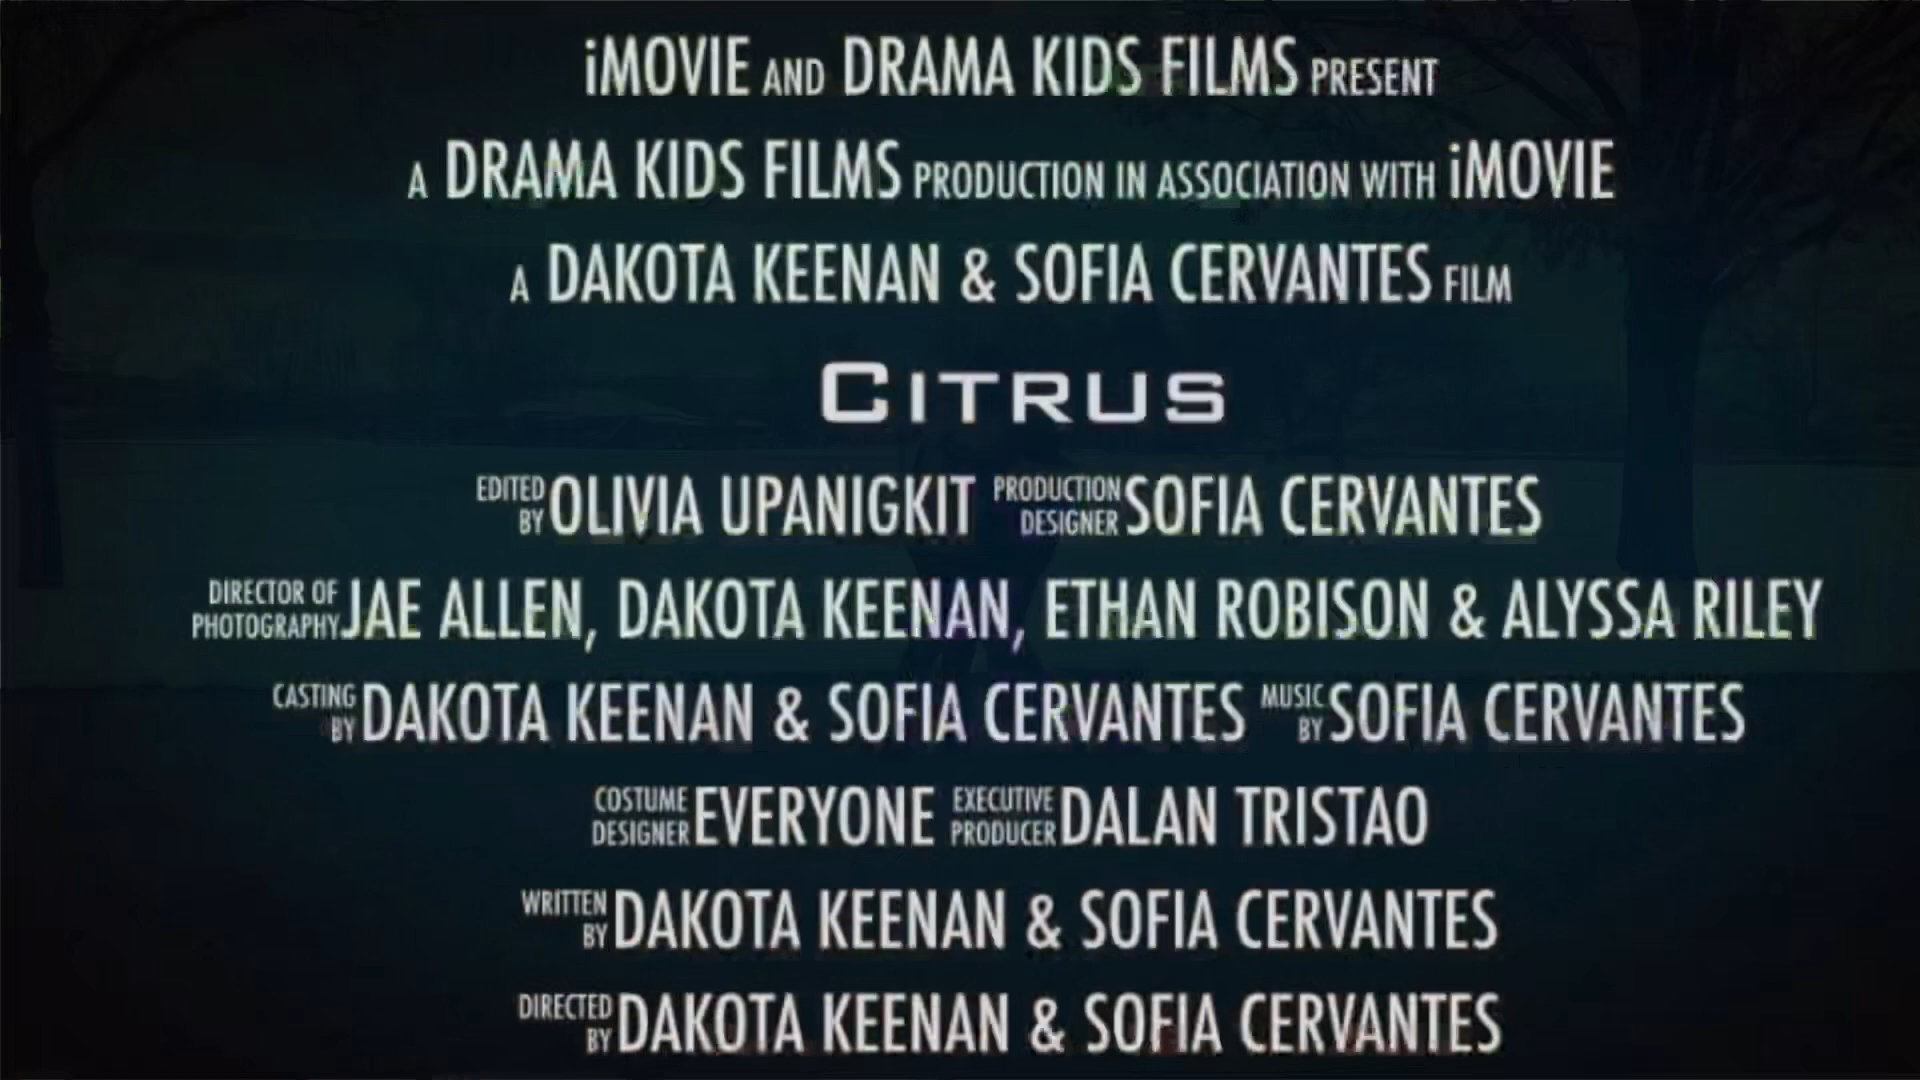 iMOVIE AND DRAMA KIDS FILMS PRESENT
A DRAMA KIDS FILMS PRODUCTION IN ASSOCIATION WITH iMOVIE
A DAKOTA KEENAN & SOFIA CERVANTES FILM
CITRUS
EDITED BY OLIVIA UPANIGKIT PRODUCTION DESIGNER SOFIA CERVANTES
DIRECTOR OF PHOTOGRAPHY JAE ALLEN, DAKOTA KEENAN, ETHAN ROBISON & ALYSSA RILEY
CASTING BY DAKOTA KEENAN & SOFIA CERVANTES MUSIC BY SOFIA CERVANTES
COSTUME DESIGNER EVERYONE EXECUTIVE PRODUCER DALAN TRISTAO
WRITTEN BY DAKOTA KEENAN & SOFIA CERVANTES
DIRECTED BY DAKOTA KEENAN & SOFIA CERVANTES